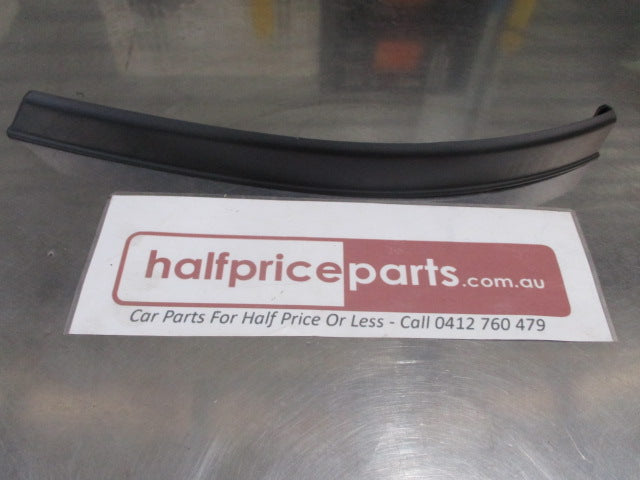 halfpriceparts.com.au
Car Parts For Half Price Or Less - Call 0412 760 479